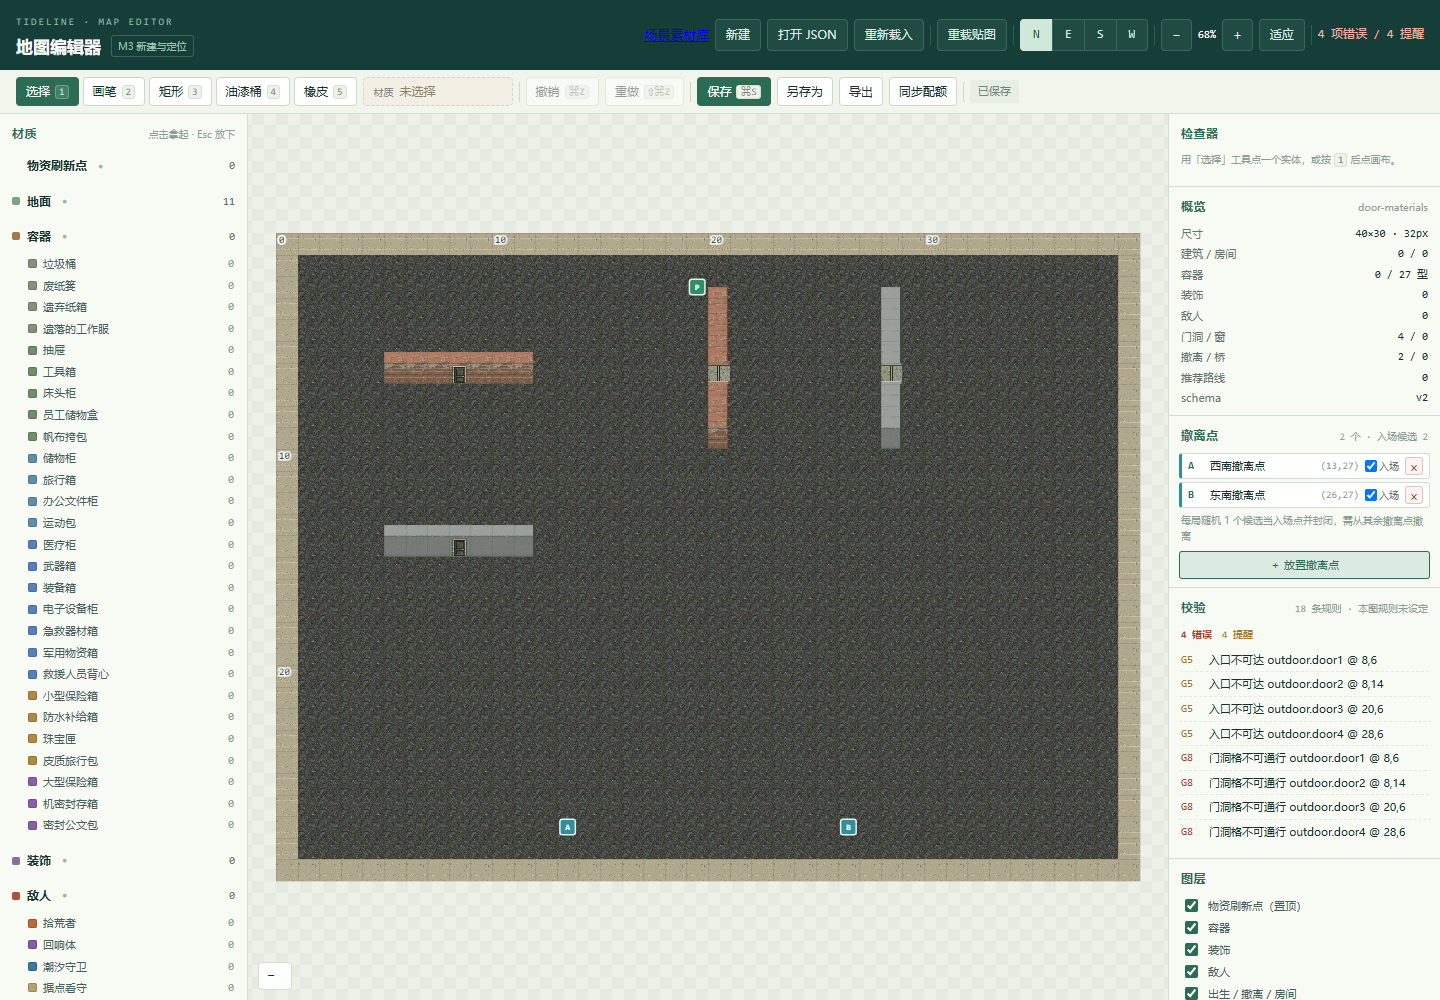 TIDELINE · MAP EDITOR
地图编辑器 M3 新建与定位
场景素材库 新建 打开 JSON 重新载入 重载贴图 N E S W − 68% + 适应 4 项错误 / 4 提醒
选择 1 画笔 2 矩形 3 油漆桶 4 橡皮 5 材质 未选择 撤销 ⌘Z 重做 ⇧⌘Z 保存 ⌘S 另存为 导出 同步配额 已保存
材质 点击拿起 · Esc 放下
物资刷新点 0
地面 11
容器 0
垃圾桶 0
废纸篓 0
遗弃纸箱 0
遗落的工作服 0
抽屉 0
工具箱 0
床头柜 0
员工储物盒 0
帆布挎包 0
储物柜 0
旅行箱 0
办公文件柜 0
运动包 0
医疗柜 0
武器箱 0
装备箱 0
电子设备柜 0
急救器材箱 0
军用物资箱 0
救援人员背心 0
小型保险箱 0
防水补给箱 0
珠宝匣 0
皮质旅行包 0
大型保险箱 0
机密封存箱 0
密封公文包 0
装饰 0
敌人 0
拾荒者 0
回响体 0
潮汐守卫 0
据点看守 0
0 10 20 30
P
10
20
A B
−
检查器
用「选择」工具点一个实体，或按 1 后点画布。
概览 door-materials
尺寸 40×30 · 32px
建筑 / 房间 0 / 0
容器 0 / 27 型
装饰 0
敌人 0
门洞 / 窗 4 / 0
撤离 / 桥 2 / 0
推荐路线 0
schema v2
撤离点 2 个 · 入场候选 2
A 西南撤离点 (13,27) 入场 x
B 东南撤离点 (26,27) 入场 x
每局随机 1 个候选当入场点并封闭，需从其余撤离点撤
离
+ 放置撤离点
校验 18 条规则 · 本图规则未设定
4 错误 4 提醒
G5 入口不可达 outdoor.door1 @ 8,6
G5 入口不可达 outdoor.door2 @ 8,14
G5 入口不可达 outdoor.door3 @ 20,6
G5 入口不可达 outdoor.door4 @ 28,6
G8 门洞格不可通行 outdoor.door1 @ 8,6
G8 门洞格不可通行 outdoor.door2 @ 8,14
G8 门洞格不可通行 outdoor.door3 @ 20,6
G8 门洞格不可通行 outdoor.door4 @ 28,6
图层
物资刷新点（置顶）
容器
装饰
敌人
出生 / 撤离 / 房间